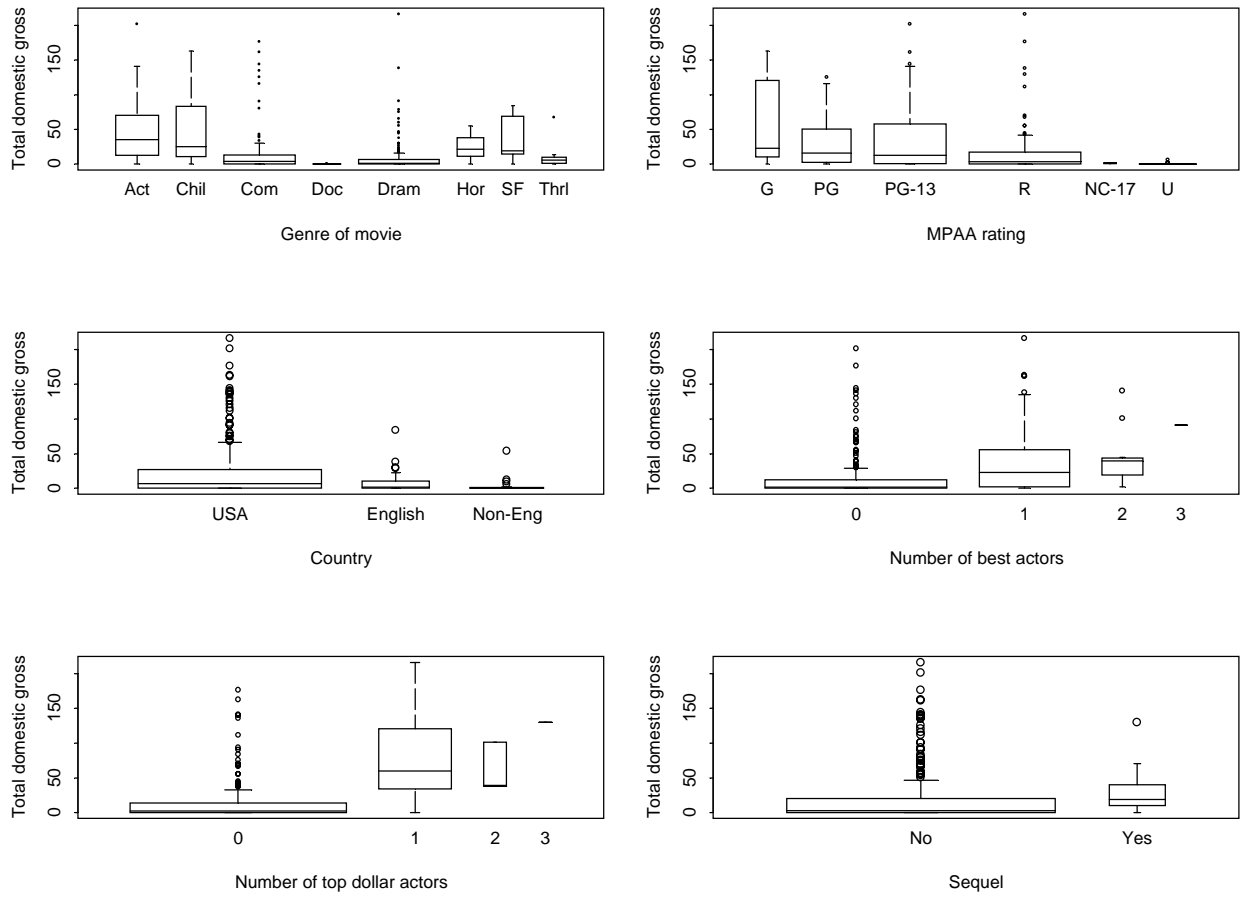 Total domestic gross
150
50
0
Act Chil Com Doc Dram Hor SF Thrl
Genre of movie
Total domestic gross
150
50
0
G PG PG-13 R NC-17 U
MPAA rating
Total domestic gross
150
50
0
USA English Non-Eng
Country
Total domestic gross
150
50
0
0 1 2 3
Number of best actors
Total domestic gross
150
50
0
0 1 2 3
Number of top dollar actors
Total domestic gross
150
50
0
No Yes
Sequel